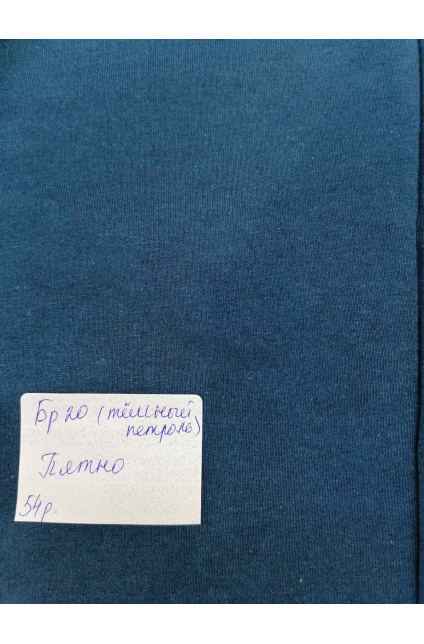 Бр 20 (тёмный
петроль)
Пятно
54р.